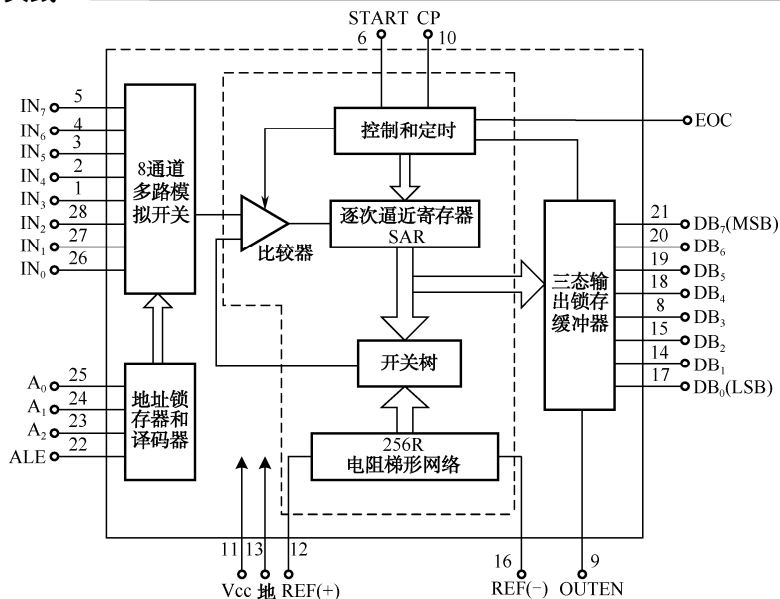 START CP
6 10
IN₇ 5
IN₆ 4
IN₅ 3
IN₄ 2
IN₃ 1
IN₂ 28
IN₁ 27
IN₀ 26
8通道
多路模
拟开关
控制和定时
EOC
比较器
逐次逼近寄存器
SAR
三态输
出锁存
缓冲器
21 DB₇(MSB)
20 DB₆
19 DB₅
18 DB₄
8 DB₃
15 DB₂
14 DB₁
17 DB₀(LSB)
开关树
A₀ 25
A₁ 24
A₂ 23
ALE 22
地址锁
存器和
译码器
256R
电阻梯形网络
11 13 12 16 9
Vcc 地 REF(+) REF(−) OUTEN